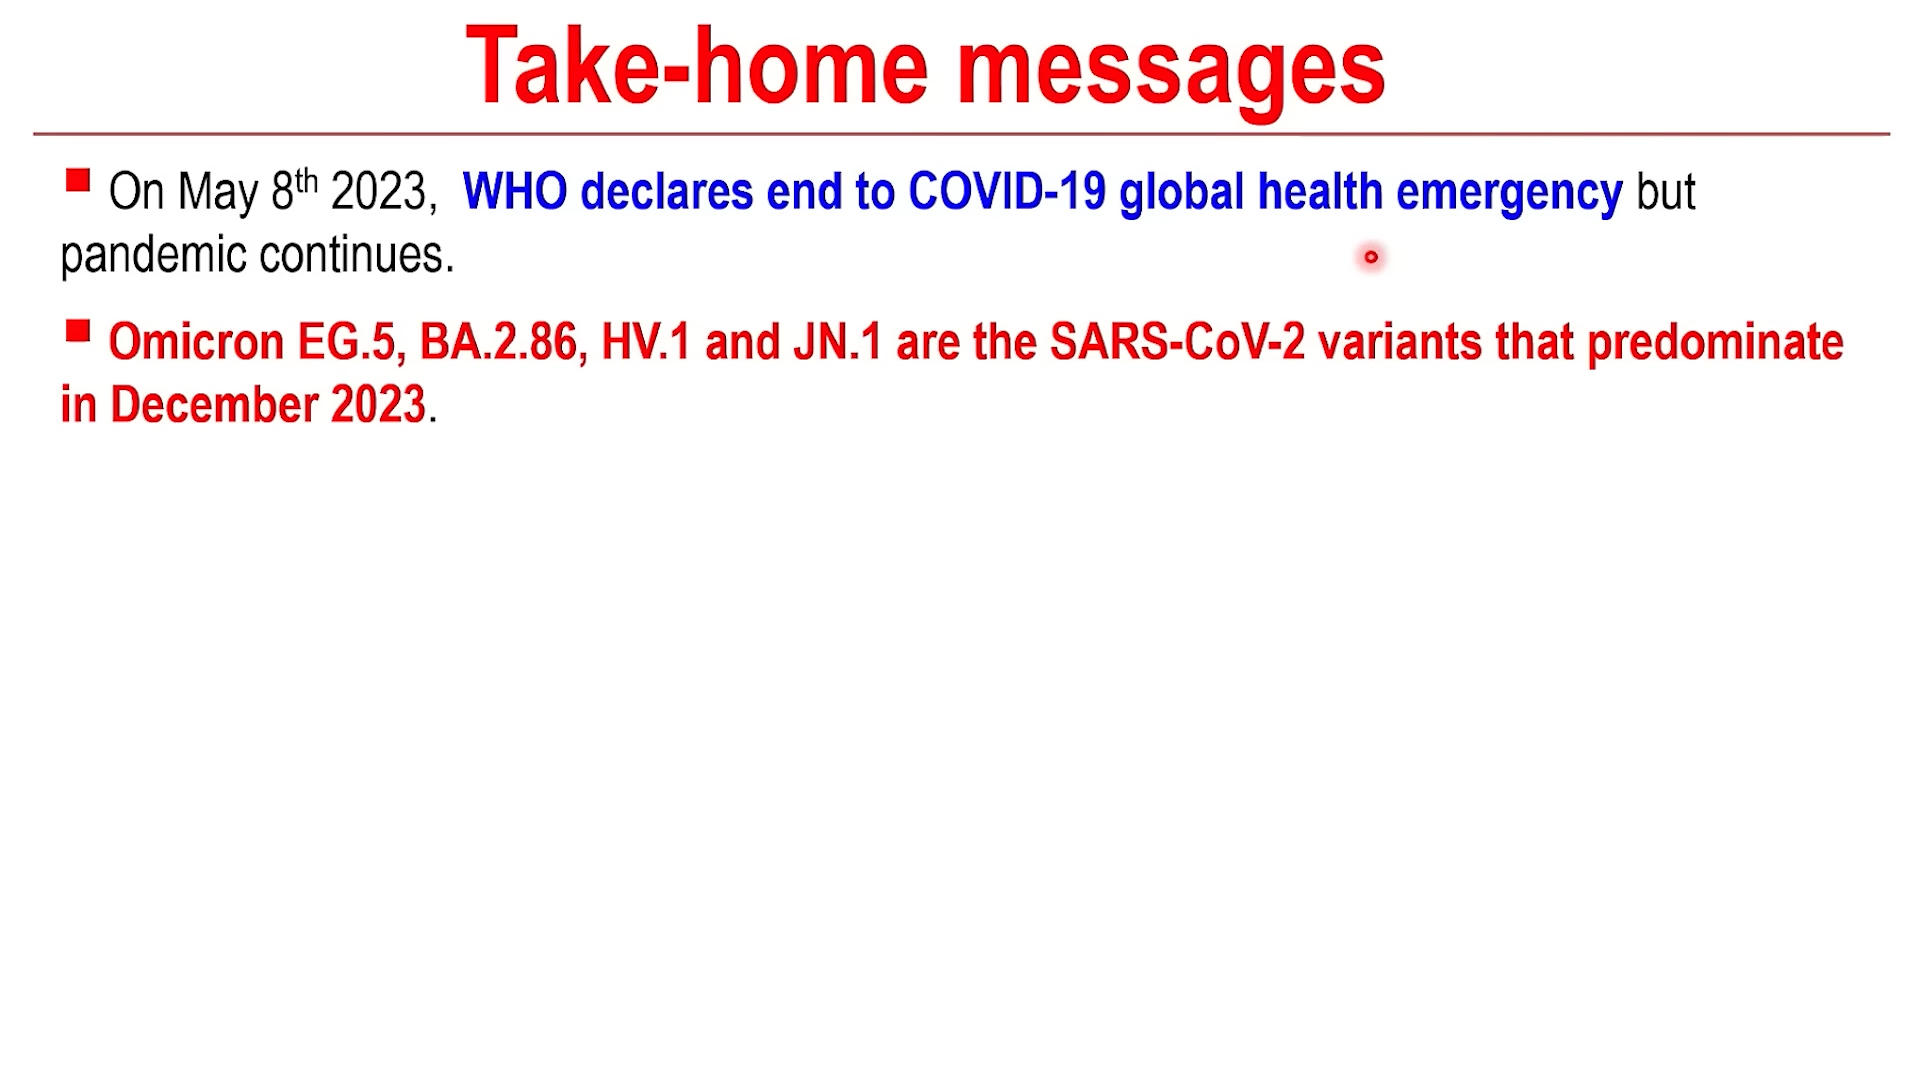 Take-home messages
On May 8th 2023, WHO declares end to COVID-19 global health emergency but
pandemic continues.
Omicron EG.5, BA.2.86, HV.1 and JN.1 are the SARS-CoV-2 variants that predominate
in December 2023.